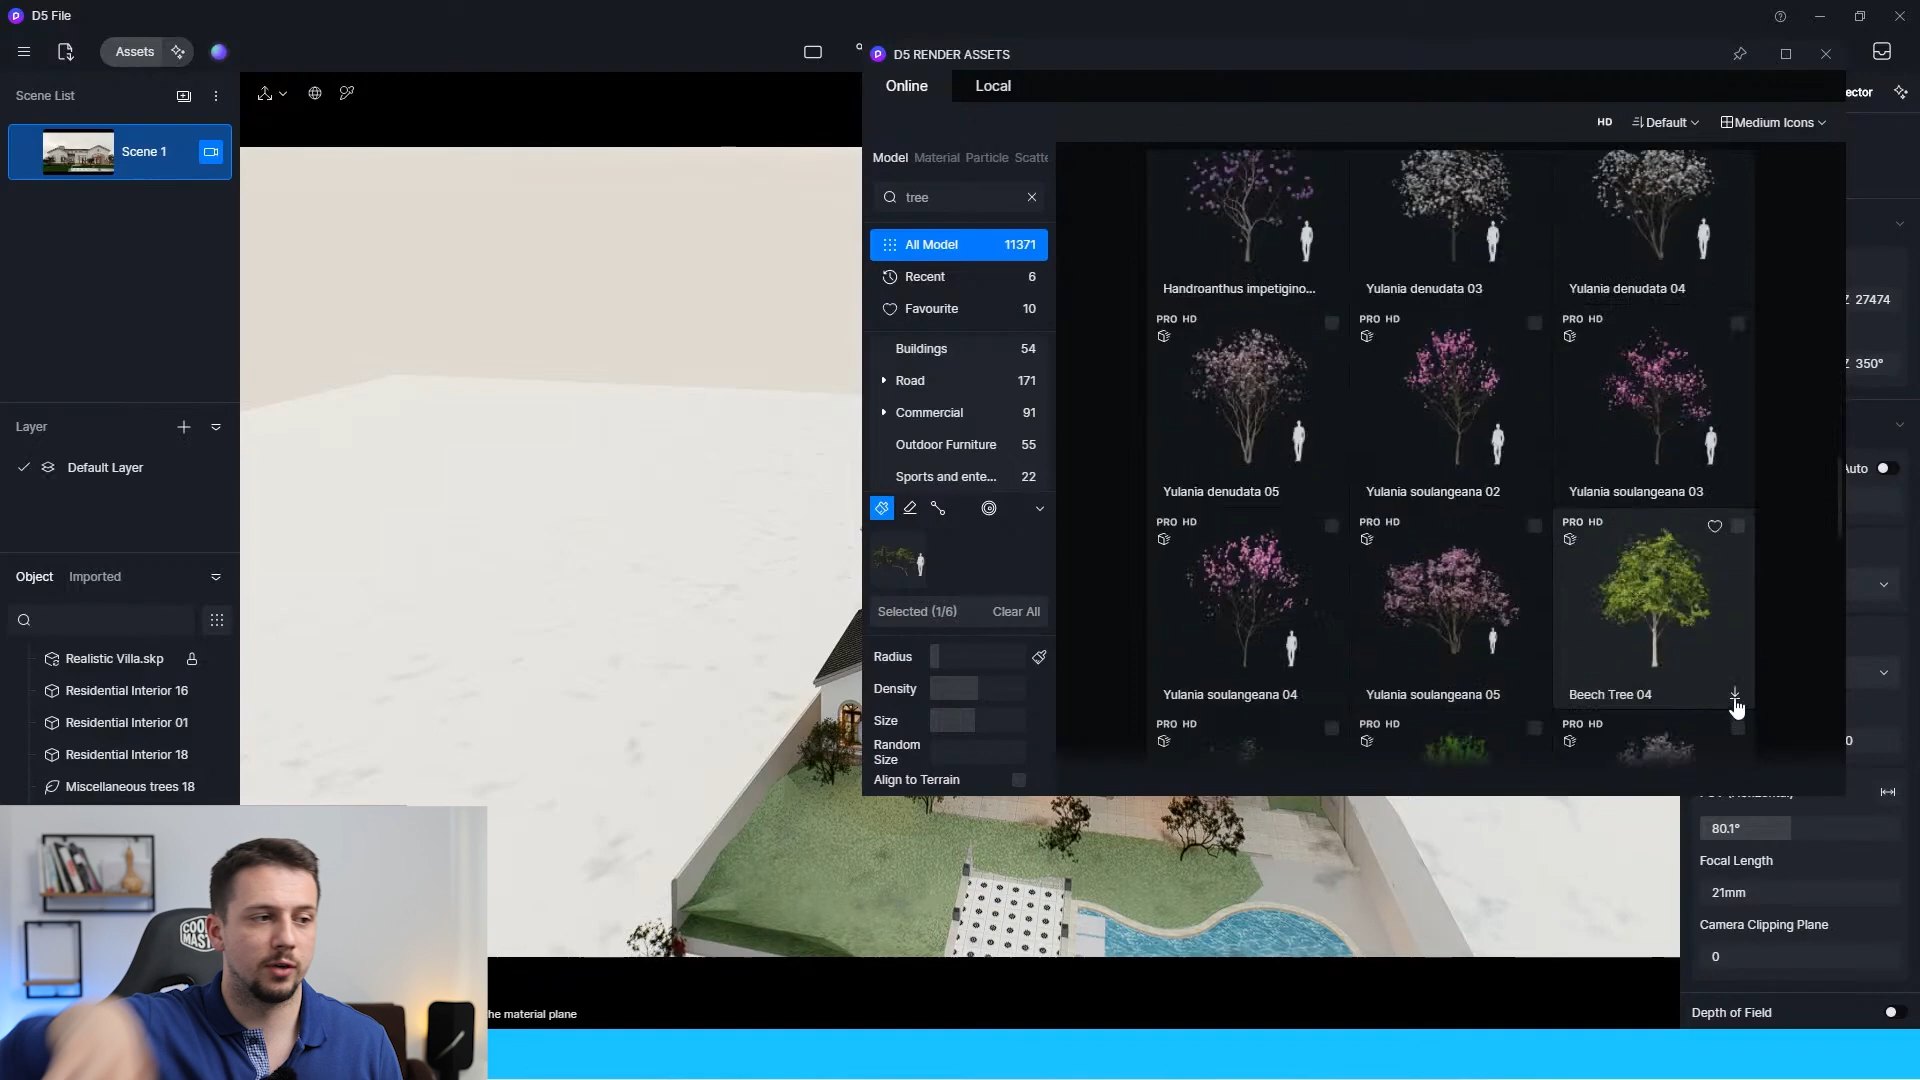 D5 File
Assets
D5 RENDER ASSETS
Online
Local
Scene List
Scene 1
ector
HD
Default
Medium Icons
Model Material Particle Scatte
tree
All Model 11371
Recent 6
Favourite 10
Buildings 54
Road 171
Commercial 91
Outdoor Furniture 55
Sports and ente... 22
Selected (1/6) Clear All
Radius
Density
Size
Random
Size
Align to Terrain
Handroanthus impetigino...
Yulania denudata 03
Yulania denudata 04
PRO HD
PRO HD
PRO HD
Yulania denudata 05
Yulania soulangeana 02
Yulania soulangeana 03
PRO HD
PRO HD
PRO HD
Yulania soulangeana 04
Yulania soulangeana 05
Beech Tree 04
PRO HD
PRO HD
PRO HD
Layer
Default Layer
Object Imported
Realistic Villa.skp
Residential Interior 16
Residential Interior 01
Residential Interior 18
Miscellaneous trees 18
Z 27474
Z 350°
Auto
0
80.1°
Focal Length
21mm
Camera Clipping Plane
0
Depth of Field
he material plane